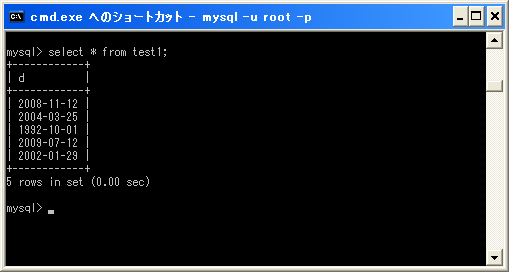 cmd.exe へのショートカット - mysql -u root -p
mysql> select * from test1;
+------------+
| d          |
+------------+
| 2008-11-12 |
| 2004-03-25 |
| 1992-10-01 |
| 2009-07-12 |
| 2002-01-29 |
+------------+
5 rows in set (0.00 sec)
mysql> _